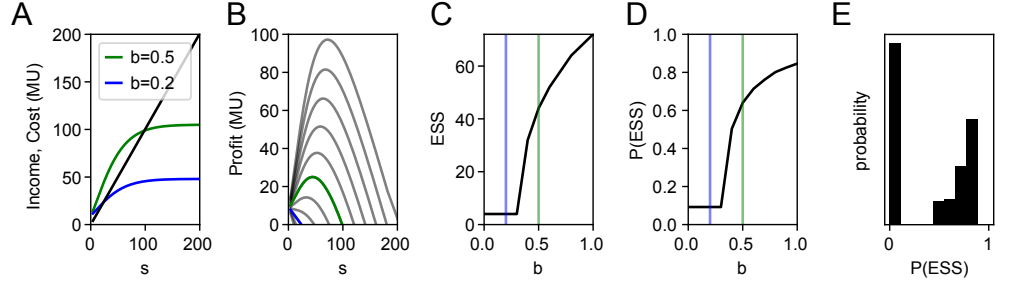 A
Income, Cost (MU)
200
150
100
50
0
b=0.5
b=0.2
0
100
200
s
B
Profit (MU)
100
80
60
40
20
0
0
100
200
s
C
ESS
60
40
20
0
0.0
0.5
1.0
b
D
P(ESS)
1.0
0.8
0.6
0.4
0.2
0.0
0.0
0.5
1.0
b
E
probability
0
1
P(ESS)